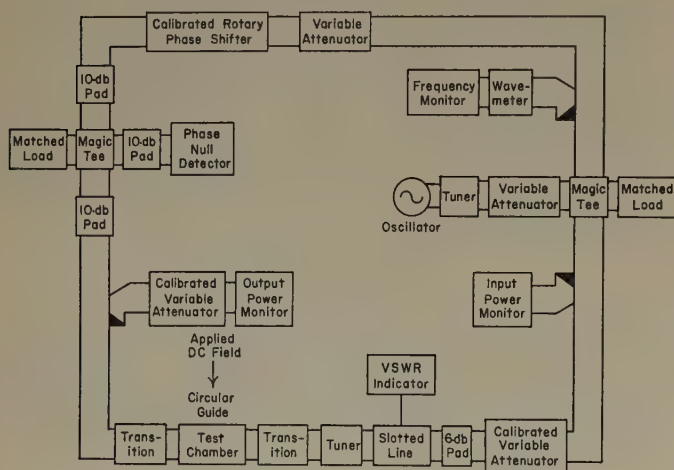 Calibrated Rotary
Phase Shifter
Variable
Attenuator
10-db
Pad
Frequency
Monitor
Wave-
meter
Matched
Load
Magic
Tee
10-db
Pad
Phase
Null
Detector
10-db
Pad
Oscillator
Tuner
Variable
Attenuator
Magic
Tee
Matched
Load
Calibrated
Variable
Attenuator
Output
Power
Monitor
Input
Power
Monitor
Applied
DC Field
Circular
Guide
VSWR
Indicator
Trans-
ition
Test
Chamber
Trans-
ition
Tuner
Slotted
Line
6-db
Pad
Calibrated
Variable
Attenuator